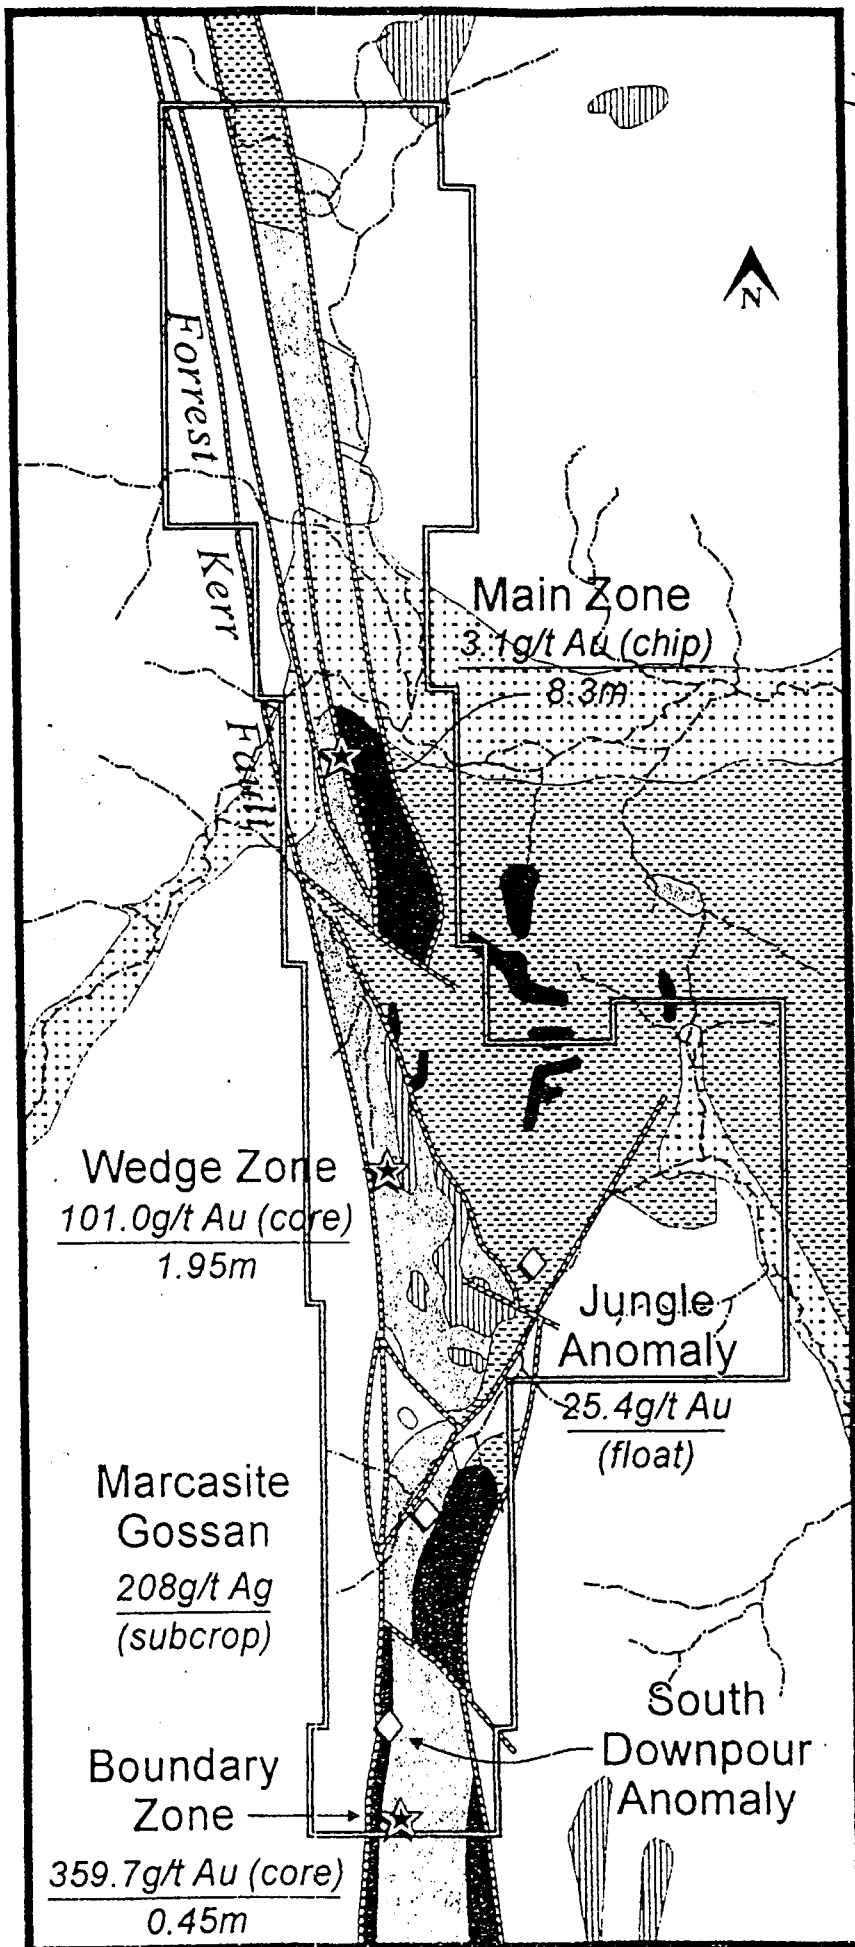 N
Forrest
Kerr
Fault
Main Zone
3.1g/t Au (chip)
8.3m
Wedge Zone
101.0g/t Au (core)
1.95m
Jungle
Anomaly
25.4g/t Au
(float)
Marcasite
Gossan
208g/t Ag
(subcrop)
South
Downpour
Anomaly
Boundary
Zone
359.7g/t Au (core)
0.45m